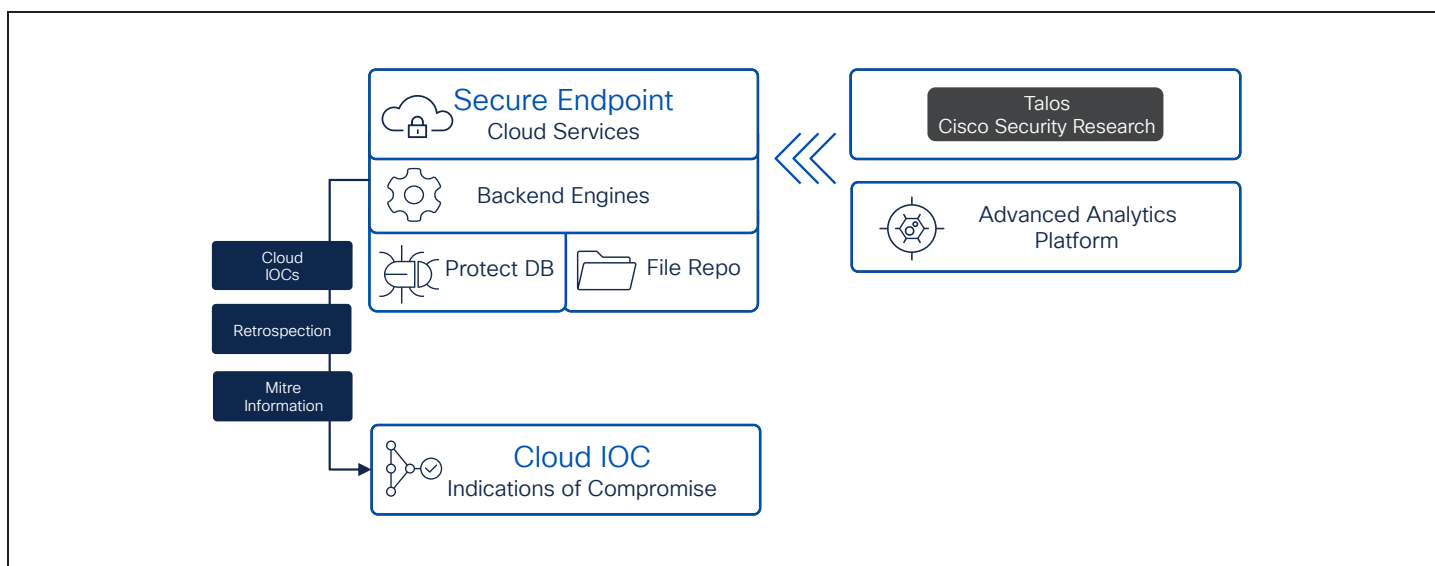 Secure Endpoint
Cloud Services
Backend Engines
Protect DB
File Repo
Talos
Cisco Security Research
Advanced Analytics
Platform
Cloud
IOCs
Retrospection
Mitre
Information
Cloud IOC
Indications of Compromise